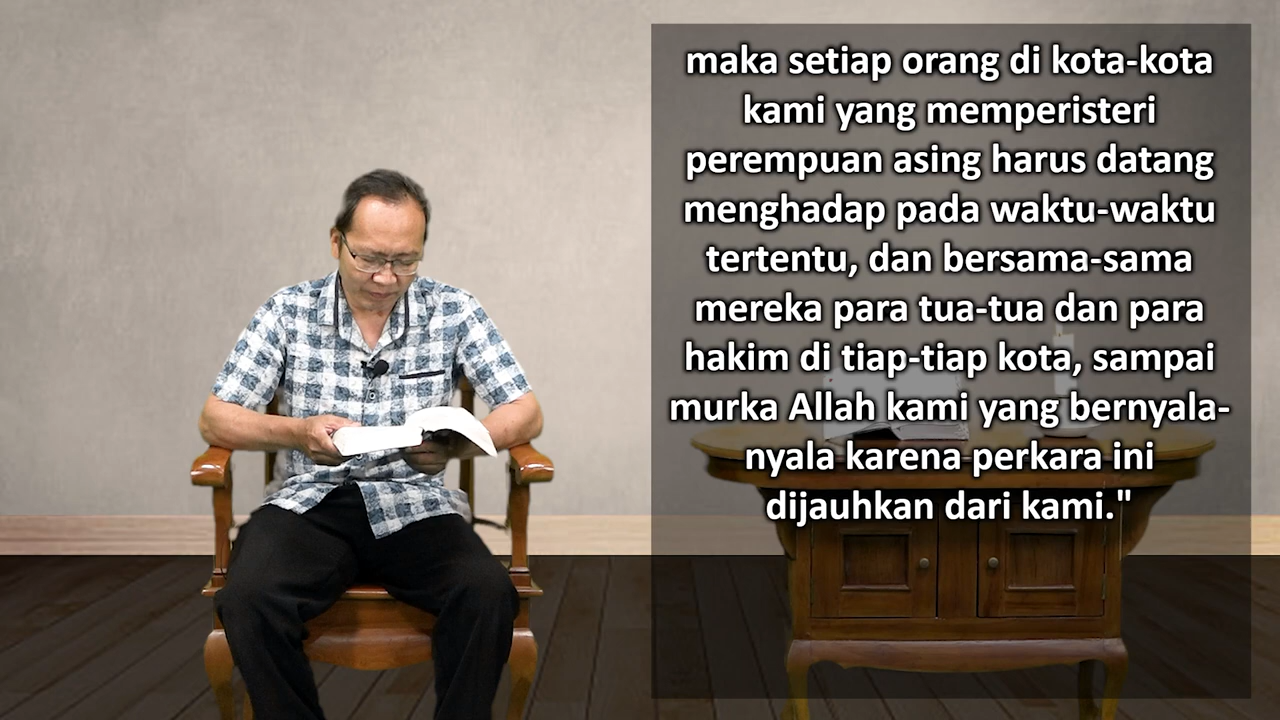 maka setiap orang di kota-kota
kami yang memperisteri
perempuan asing harus datang
menghadap pada waktu-waktu
tertentu, dan bersama-sama
mereka para tua-tua dan para
hakim di tiap-tiap kota, sampai
murka Allah kami yang bernyala-
nyala karena perkara ini
dijauhkan dari kami."